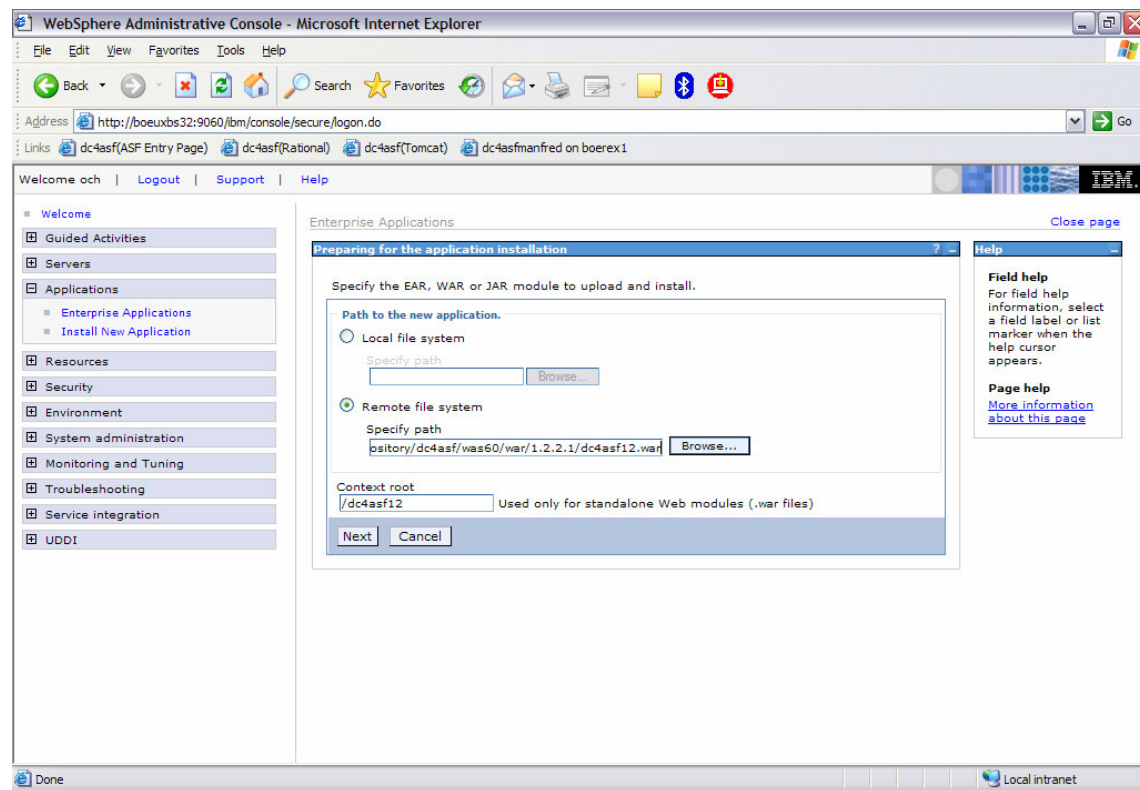 WebSphere Administrative Console - Microsoft Internet Explorer
File Edit View Favorites Tools Help
Back Search Favorites
Address http://boeuxbs32:9060/ibm/console/secure/logon.do Go
Links dc4asf(ASF Entry Page) dc4asf(Rational) dc4asf(Tomcat) dc4asfmanfred on boerex1
Welcome och | Logout | Support | Help IBM.
Welcome
Guided Activities
Servers
Applications
Enterprise Applications
Install New Application
Resources
Security
Environment
System administration
Monitoring and Tuning
Troubleshooting
Service integration
UDDI
Enterprise Applications Close page
Preparing for the application installation ? -
Specify the EAR, WAR or JAR module to upload and install.
Path to the new application.
Local file system
Specify path
Browse...
Remote file system
Specify path
ository/dc4asf/was60/war/1.2.2.1/dc4asf12.war Browse...
Context root
/dc4asf12 Used only for standalone Web modules (.war files)
Next Cancel
Help -
Field help
For field help
information, select
a field label or list
marker when the
help cursor
appears.
Page help
More information
about this page
Done Local intranet